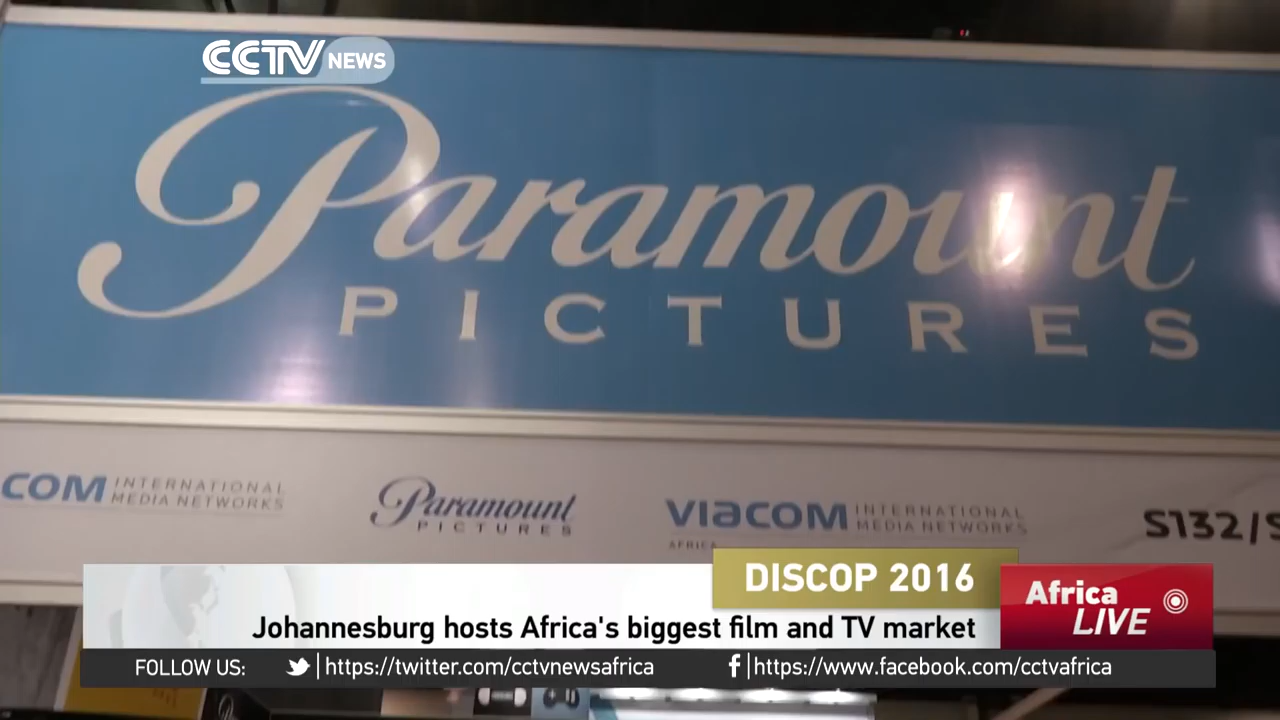 CCTV NEWS
Paramount
PICTURES
COM INTERNATIONAL MEDIA NETWORKS
Paramount PICTURES
VIACOM INTERNATIONAL MEDIA NETWORKS
AFRICA
S132/S
DISCOP 2016
Johannesburg hosts Africa's biggest film and TV market
Africa LIVE
FOLLOW US: https://twitter.com/cctvnewsafrica https://www.facebook.com/cctvafrica